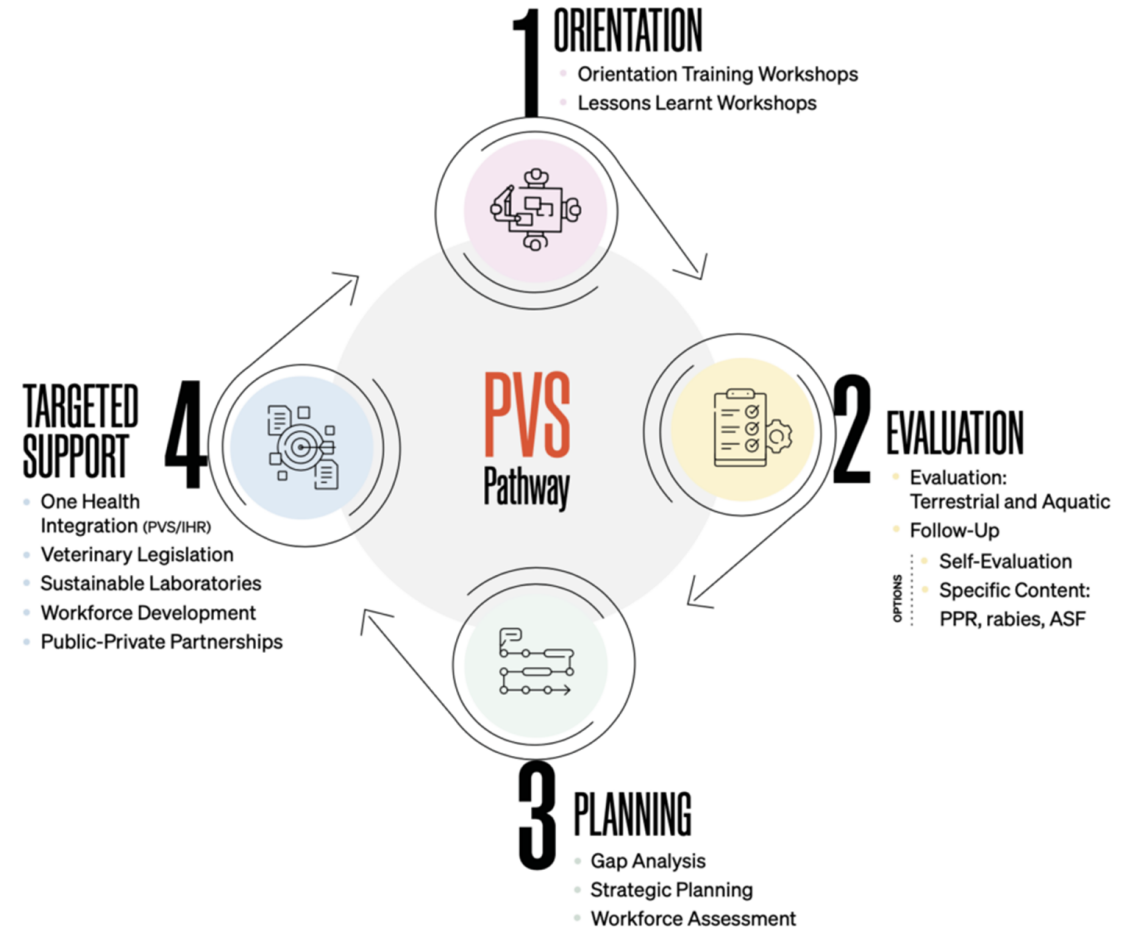 1 ORIENTATION
Orientation Training Workshops
Lessons Learnt Workshops
PVS
Pathway
2 EVALUATION
Evaluation:
Terrestrial and Aquatic
Follow-Up
OPTIONS
Self-Evaluation
Specific Content:
PPR, rabies, ASF
3 PLANNING
Gap Analysis
Strategic Planning
Workforce Assessment
TARGETED
SUPPORT
4
One Health
Integration (PVS/IHR)
Veterinary Legislation
Sustainable Laboratories
Workforce Development
Public-Private Partnerships